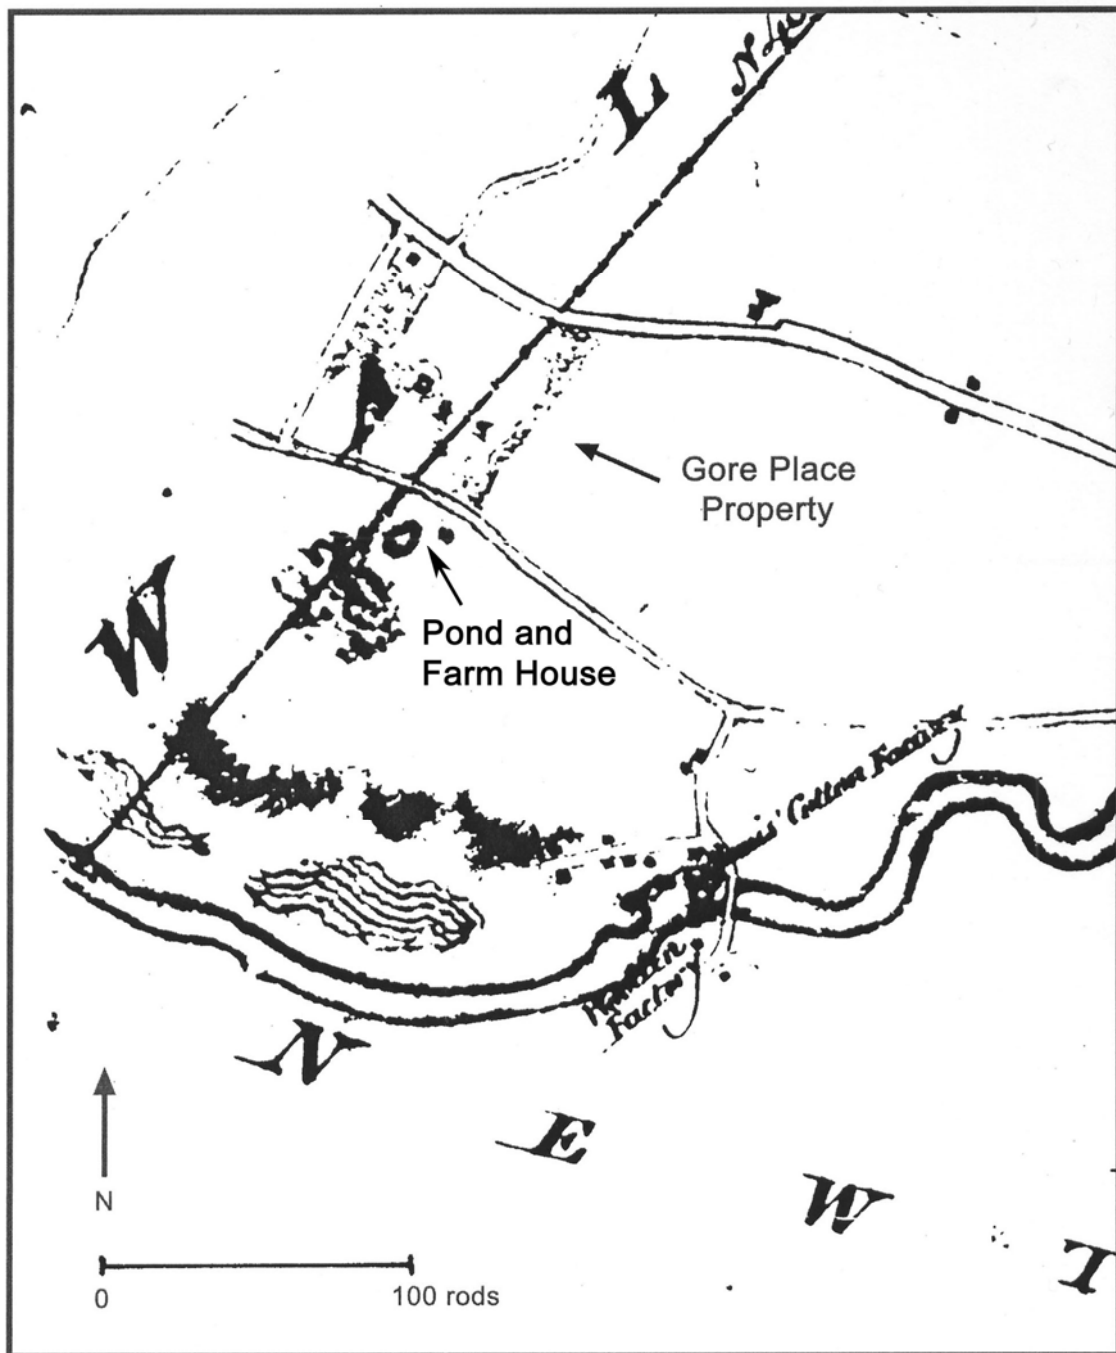 L
I
A
Gore Place
Property
W
Pond and
Farm House
Cotton Factory
Factory
N
E
W
T
N
0
100 rods